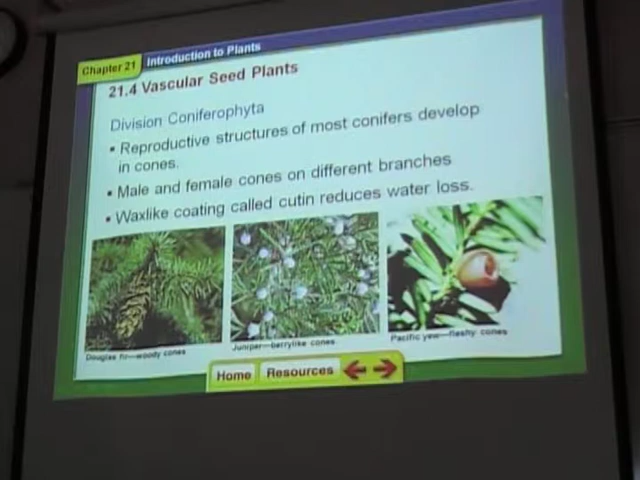 Chapter 21
Introduction to Plants
21.4 Vascular Seed Plants
Division Coniferophyta
▪ Reproductive structures of most conifers develop
in cones.
▪ Male and female cones on different branches
▪ Waxlike coating called cutin reduces water loss.
Douglas fir—woody cones
Juniper—berrylike cones
Pacific yew—fleshy cones
Home
Resources